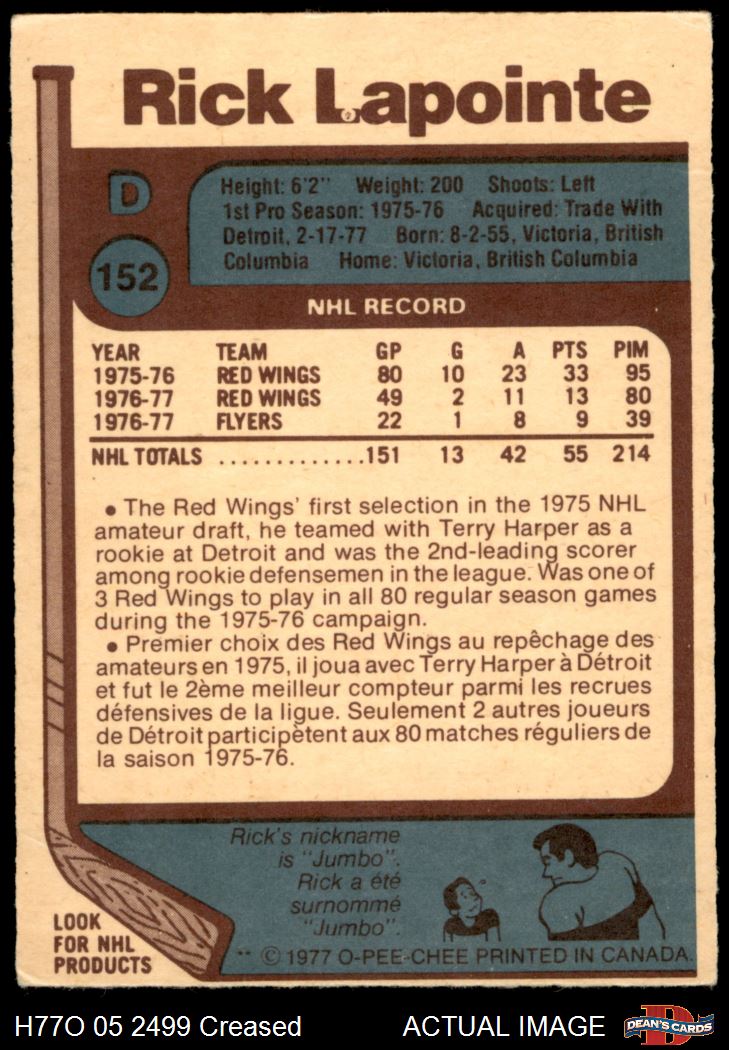 Rick Lapointe
D
152
Height: 6'2" Weight: 200 Shoots: Left
1st Pro Season: 1975-76 Acquired: Trade With
Detroit, 2-17-77 Born: 8-2-55, Victoria, British
Columbia Home: Victoria, British Columbia
NHL RECORD
YEAR TEAM GP G A PTS PIM
1975-76 RED WINGS 80 10 23 33 95
1976-77 RED WINGS 49 2 11 13 80
1976-77 FLYERS 22 1 8 9 39
NHL TOTALS .............151 13 42 55 214
• The Red Wings' first selection in the 1975 NHL
amateur draft, he teamed with Terry Harper as a
rookie at Detroit and was the 2nd-leading scorer
among rookie defensemen in the league. Was one of
3 Red Wings to play in all 80 regular season games
during the 1975-76 campaign.
• Premier choix des Red Wings au repêchage des
amateurs en 1975, il joua avec Terry Harper à Détroit
et fut le 2ème meilleur compteur parmi les recrues
défensives de la ligue. Seulement 2 autres joueurs
de Détroit participètent aux 80 matches réguliers de
la saison 1975-76.
Rick's nickname
is "Jumbo".
Rick a été
surnommé
"Jumbo".
LOOK
FOR NHL
PRODUCTS
** © 1977 O-PEE-CHEE PRINTED IN CANADA.
H77O 05 2499 Creased ACTUAL IMAGE
DEAN'S CARDS